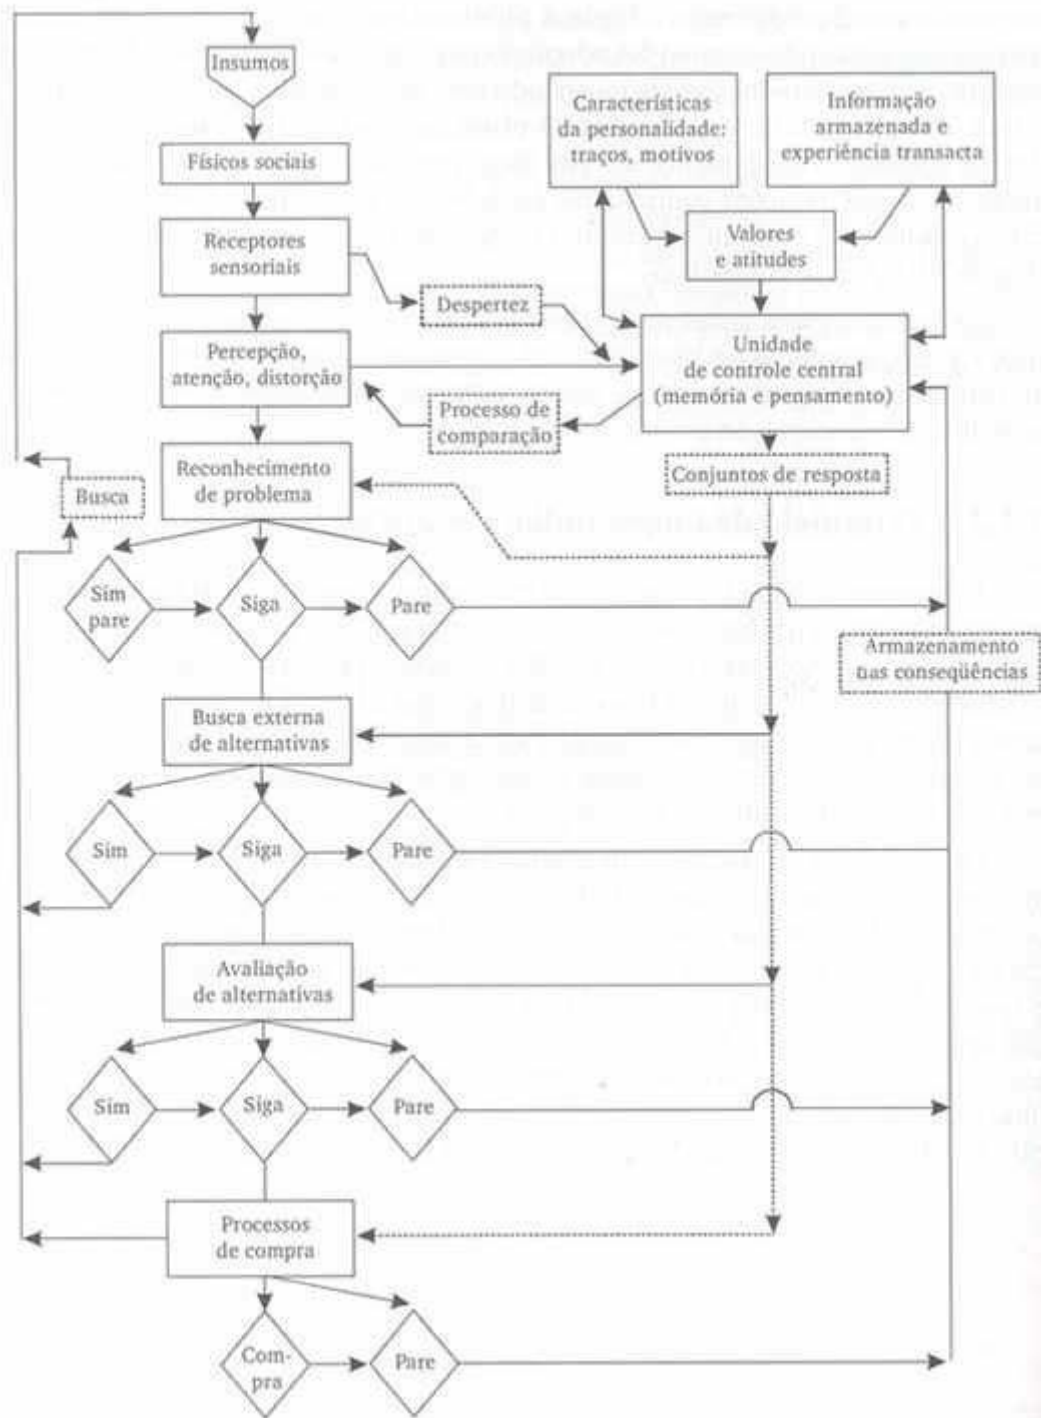 Insumos
Físicos sociais
Receptores
sensoriais
Características
da personalidade:
traços, motivos
Informação
armazenada e
experiência transacta
Valores
e atitudes
Despertez
Percepção,
atenção, distorção
Unidade
de controle central
(memória e pensamento)
Processo de
comparação
Reconhecimento
de problema
Conjuntos de resposta
Busca
Sim
pare
Siga
Pare
Armazenamento
nas conseqüências
Busca externa
de alternativas
Sim
Siga
Pare
Avaliação
de alternativas
Sim
Siga
Pare
Processos
de compra
Com-
pra
Pare